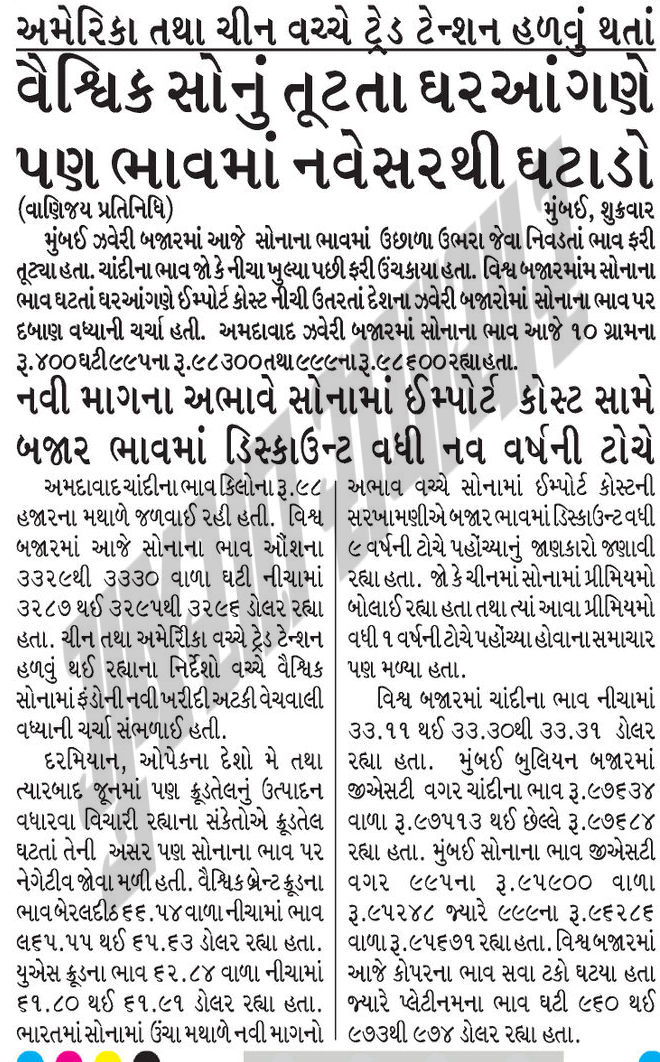 અમેરિકા તથા ચીન વચ્ચે ટ્રેડ ટેન્શન હળવું થતાં
વૈશ્વિક સોનું તૂટતા ઘરઆંગણે
પણ ભાવમાં નવેસરથી ઘટાડો
(વાણિજય પ્રતિનિધિ) મુંબઈ, શુક્રવાર
મુંબઈ ઝવેરી બજારમાં આજે સોનાના ભાવમાં ઉછાળા ઉભરા જેવા નિવડતાં ભાવ ફરી
તૂટ્યા હતા. ચાંદીના ભાવ જો કે નીચા ખુલ્યા પછી ફરી ઉંચકાયા હતા. વિશ્વ બજારમાંમ સોનાના
ભાવ ઘટતાં ઘરઆંગણે ઈમ્પોર્ટ કોસ્ટ નીચી ઉતરતાં દેશના ઝવેરી બજારોમાં સોનાના ભાવ પર
દબાણ વધ્યાની ચર્ચા હતી. અમદાવાદ ઝવેરી બજારમાં સોનાના ભાવ આજે ૧૦ ગ્રામના
રૂ.૪૦૦ ઘટી ૯૯૫ના રૂ.૯૮૩૦૦ તથા ૯૯૯ના રૂ.૯૮૬૦૦ રહ્યા હતા.
નવી માગના અભાવે સોનામાં ઈમ્પોર્ટ કોસ્ટ સામે
બજાર ભાવમાં ડિસ્કાઉન્ટ વધી નવ વર્ષની ટોચે
અમદાવાદ ચાંદીના ભાવ કિલોના રૂ.૯૮
હજારના મથાળે જળવાઈ રહી હતી. વિશ્વ
બજારમાં આજે સોનાના ભાવ ઔંશના
૩૩૨૯થી ૩૩૩૦ વાળા ઘટી નીચામાં
૩૨૮૭ થઈ ૩૨૯૫થી ૩૨૯૬ ડોલર રહ્યા
હતા. ચીન તથા અમેરીિકા વચ્ચે ટ્રેડ ટેન્શન
હળવું થઈ રહ્યાના નિર્દેશો વચ્ચે વૈશ્વિક
સોનામાં ફંડોની નવી ખરીદી અટકી વેચવાલી
વધ્યાની ચર્ચા સંભળાઈ હતી.
દરમિયાન, ઓપેકના દેશો મે તથા
ત્યારબાદ જૂનમાં પણ ક્રૂડતેલનું ઉત્પાદન
વધારવા વિચારી રહ્યાના સંકેતોએ ક્રૂડતેલ
ઘટતાં તેની અસર પણ સોનાના ભાવ પર
નેગેટીવ જોવા મળી હતી. વૈશ્વિક બ્રેન્ટ ક્રૂડના
ભાવ બેરલદીઠ ૬૬.૫૪ વાળા નીચામાં ભાવ
લ૬૫.૫૫ થઈ ૬૫.૬૩ ડોલર રહ્યા હતા.
યુએસ ક્રૂડના ભાવ ૬૨.૮૪ વાળા નીચામાં
૬૧.૮૦ થઈ ૬૧.૯૧ ડોલર રહ્યા હતા.
ભારતમાં સોનામાં ઉંચા મથાળે નવી માગનો
અભાવ વચ્ચે સોનામાં ઈમ્પોર્ટ કોસ્ટની
સરખામણીએ બજાર ભાવમાં ડિસ્કાઉન્ટ વધી
૯ વર્ષની ટોચે પહોંચ્યાનું જાણકારો જણાવી
રહ્યા હતા. જો કે ચીનમાં સોનામાં પ્રીમિયમો
બોલાઈ રહ્યા હતા તથા ત્યાં આવા પ્રીમિયમો
વધી ૧ વર્ષની ટોચે પહોંચ્યા હોવાના સમાચાર
પણ મળ્યા હતા.
વિશ્વ બજારમાં ચાંદીના ભાવ નીચામાં
૩૩.૧૧ થઈ ૩૩.૩૦થી ૩૩.૩૧ ડોલર
રહ્યા હતા. મુંબઈ બુલિયન બજારમાં
જીએસટી વગર ચાંદીના ભાવ રૂ.૯૭૬૩૪
વાળા રૂ.૯૭૫૧૩ થઈ છેલ્લે રૂ.૯૭૬૮૪
રહ્યા હતા. મુંબઈ સોનાના ભાવ જીએસટી
વગર ૯૯૫ના રૂ.૯૫૯૦૦ વાળા
રૂ.૯૫૨૪૮ જ્યારે ૯૯૯ના રૂ.૯૬૨૮૬
વાળા રૂ.૯૫૬૭૧ રહ્યા હતા. વિશ્વ બજારમાં
આજે કોપરના ભાવ સવા ટકો ઘટયા હતા
જ્યારે પ્લેટીનમના ભાવ ઘટી ૯૬૦ થઈ
૯૭૩થી ૯૭૪ ડોલર રહ્યા હતા.